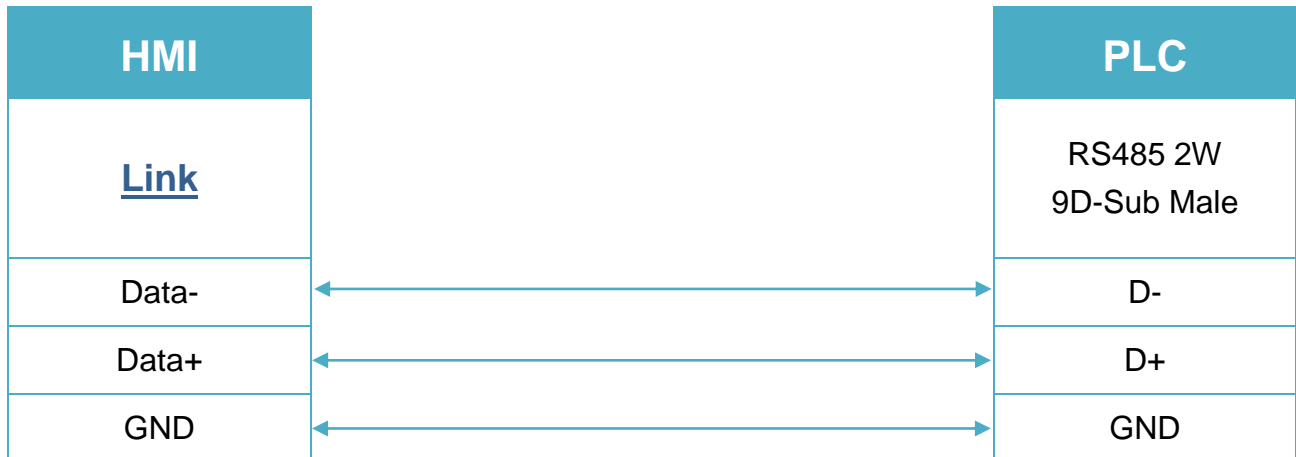 HMI
PLC
Link
RS485 2W
9D-Sub Male
Data-
D-
Data+
D+
GND
GND